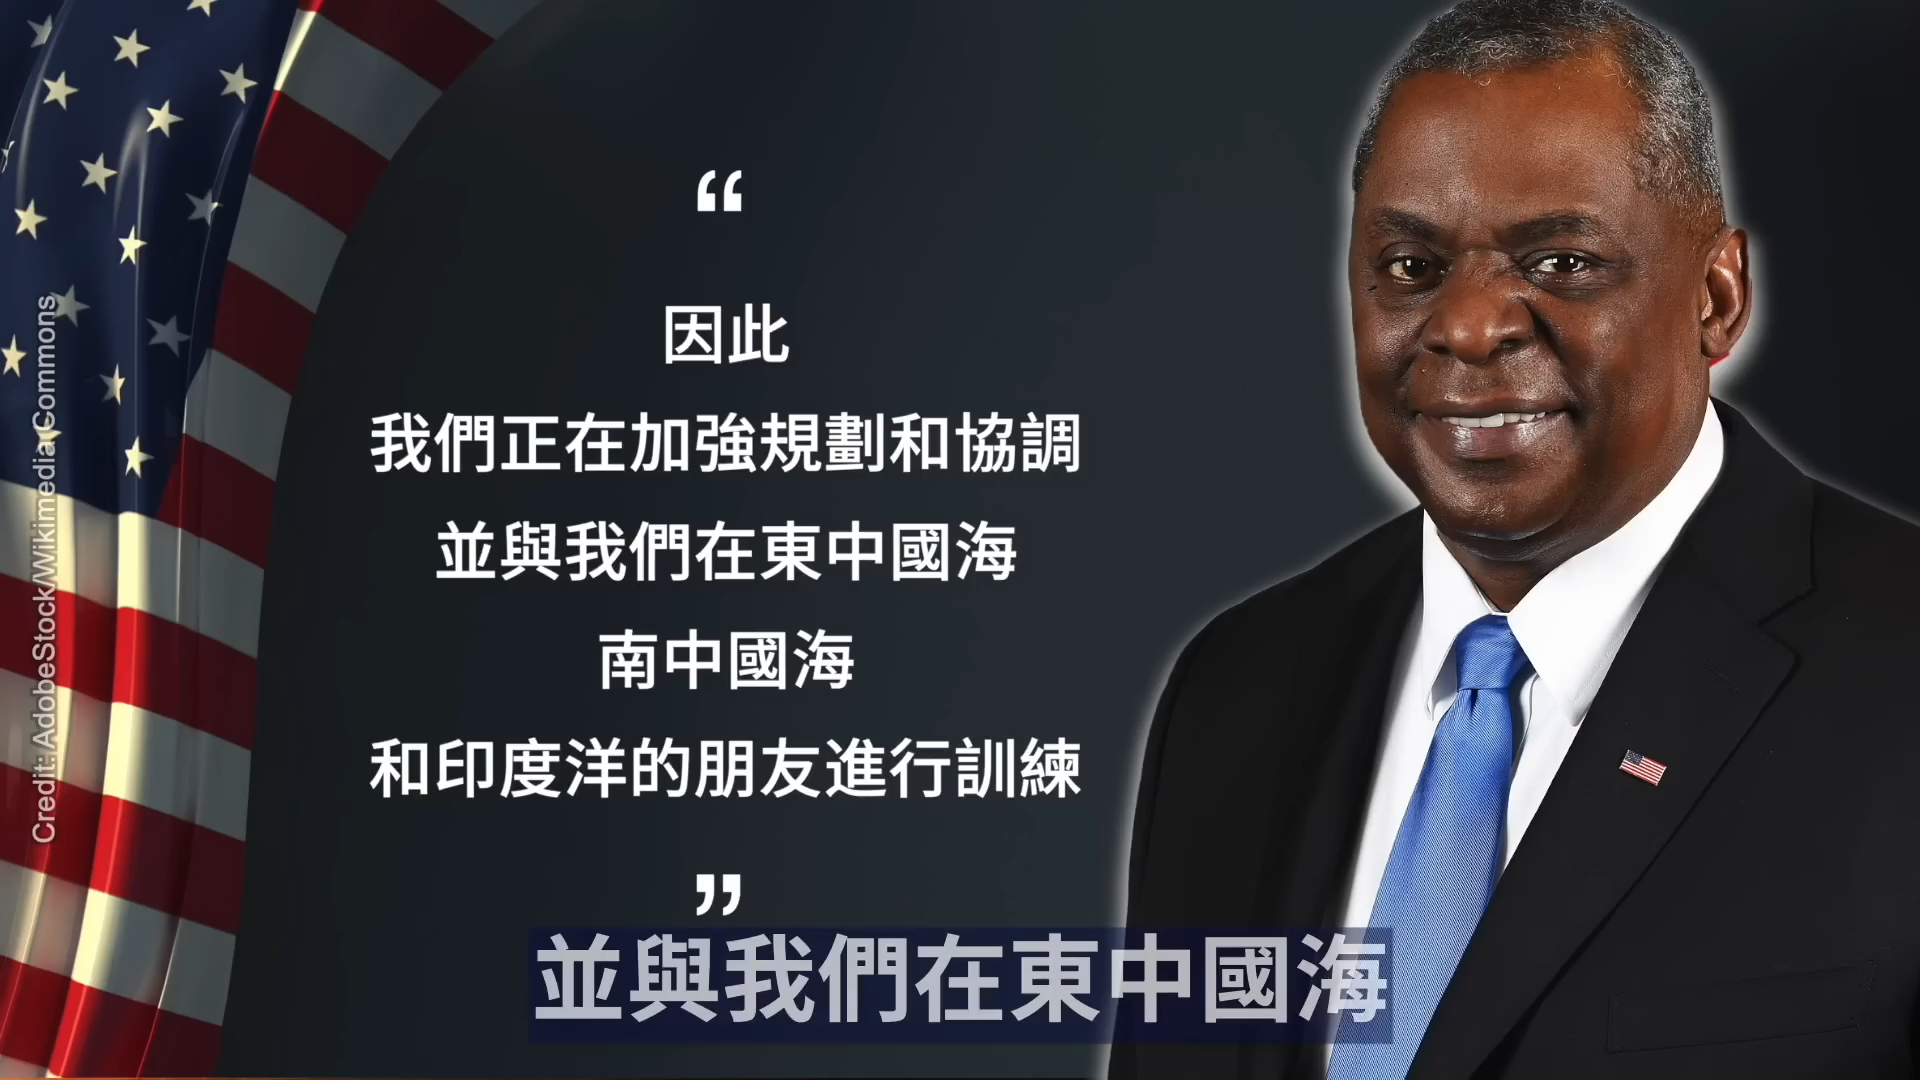 Credit: AdobeStock/Wikimedia Commons
“
因此
我們正在加強規劃和協調
並與我們在東中國海
南中國海
和印度洋的朋友進行訓練
”
並與我們在東中國海